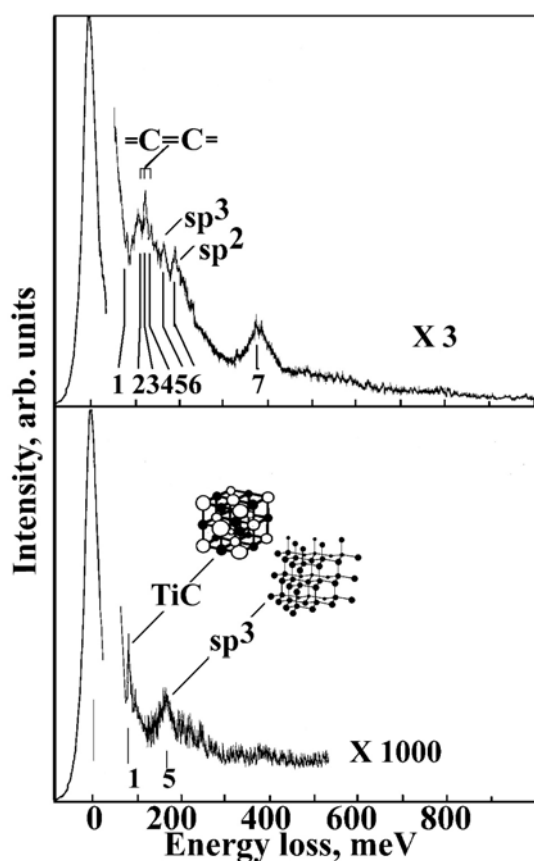 =C=C=
sp3
sp2
1 2 3 4 5 6 7
X 3
Intensity, arb. units
TiC
sp3
X 1000
1 5
0 200 400 600 800
Energy loss, meV